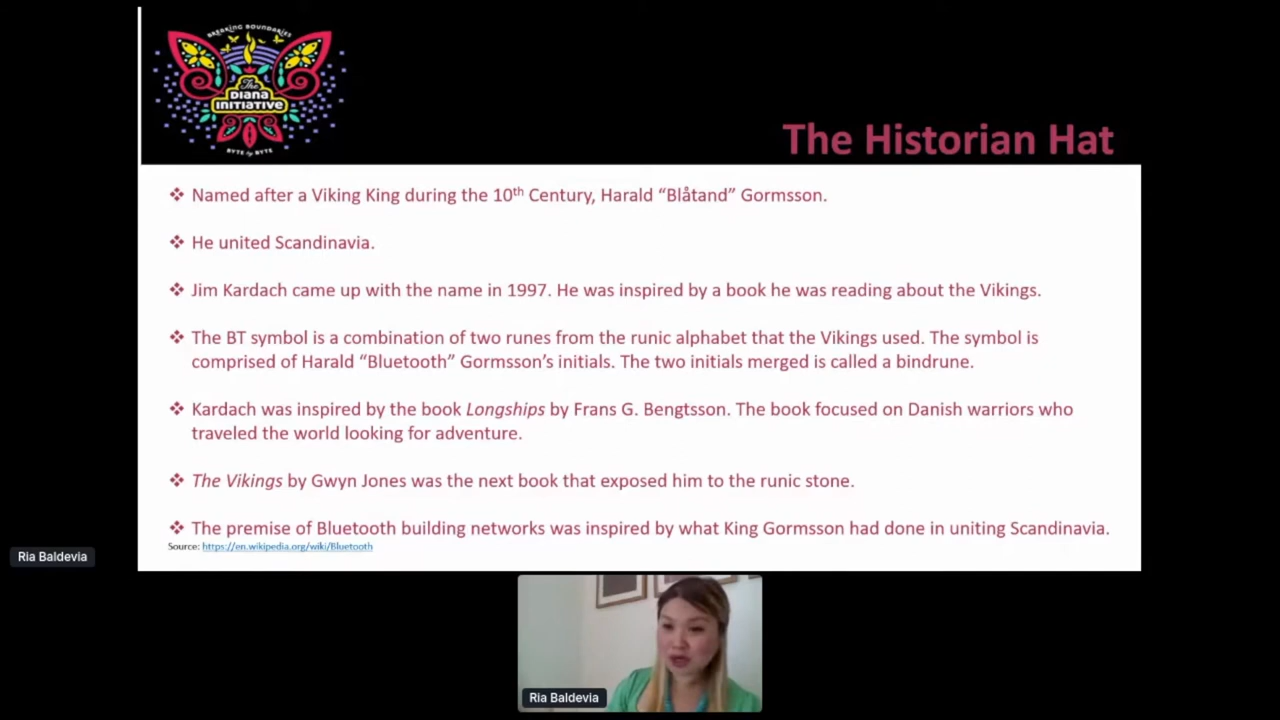 BREAKING BOUNDARIES
The
DIANA
INITIATIVE
BYTE by BYTE
The Historian Hat
❖ Named after a Viking King during the 10th Century, Harald “Blåtand” Gormsson.
❖ He united Scandinavia.
❖ Jim Kardach came up with the name in 1997. He was inspired by a book he was reading about the Vikings.
❖ The BT symbol is a combination of two runes from the runic alphabet that the Vikings used. The symbol is
comprised of Harald “Bluetooth” Gormsson’s initials. The two initials merged is called a bindrune.
❖ Kardach was inspired by the book Longships by Frans G. Bengtsson. The book focused on Danish warriors who
traveled the world looking for adventure.
❖ The Vikings by Gwyn Jones was the next book that exposed him to the runic stone.
❖ The premise of Bluetooth building networks was inspired by what King Gormsson had done in uniting Scandinavia.
Source: https://en.wikipedia.org/wiki/Bluetooth
Ria Baldevia
Ria Baldevia